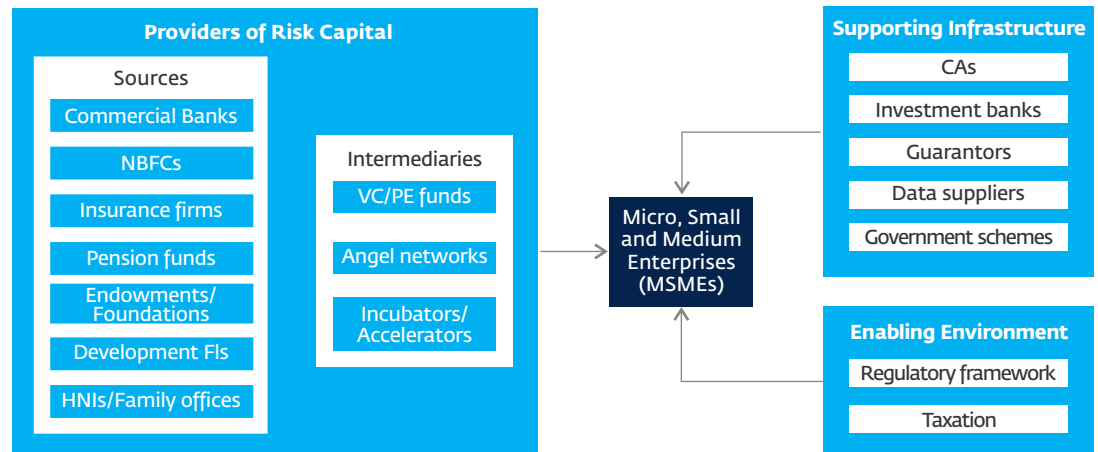 Providers of Risk Capital
Sources
Commercial Banks
NBFCs
Insurance firms
Pension funds
Endowments/
Foundations
Development FIs
HNIs/Family offices
Intermediaries
VC/PE funds
Angel networks
Incubators/
Accelerators
Micro, Small
and Medium
Enterprises
(MSMEs)
Supporting Infrastructure
CAs
Investment banks
Guarantors
Data suppliers
Government schemes
Enabling Environment
Regulatory framework
Taxation